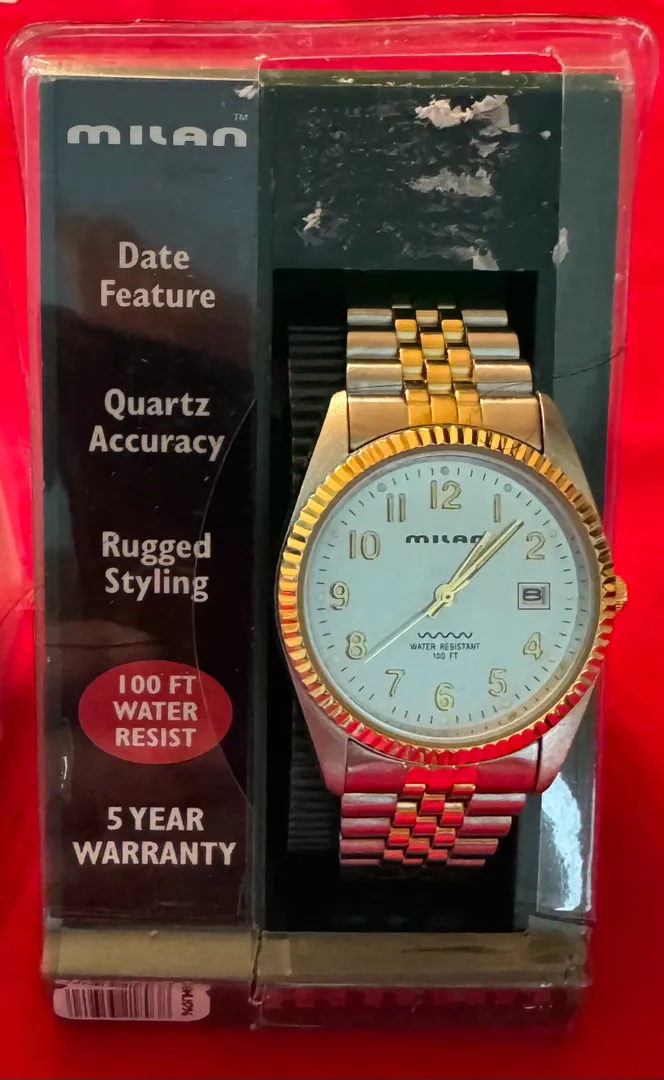 MILAN™
Date
Feature
Quartz
Accuracy
Rugged
Styling
100 FT
WATER
RESIST
5 YEAR
WARRANTY
12
11
1
10
MILAN
2
9
8
8
WATER RESISTANT
100 FT
4
7
5
6